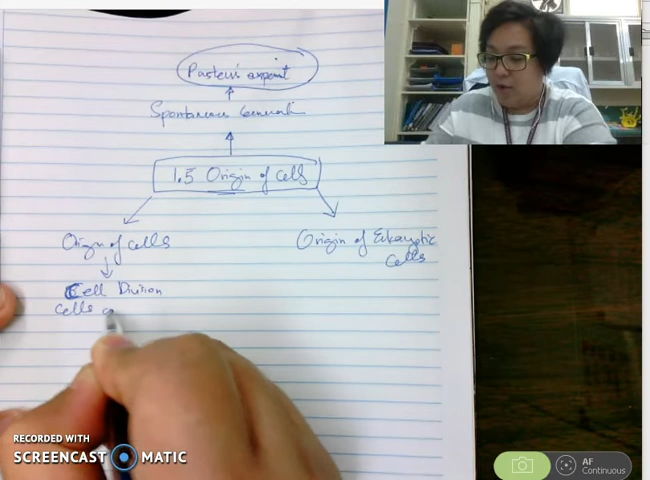 Pasteur's experiment
Spontaneous Generation
1.5 Origin of Cells
Origin of cells
Origin of Eukaryotic
Cells
Cell Division
Cells
RECORDED WITH
SCREENCAST MATIC
AF
Continuous